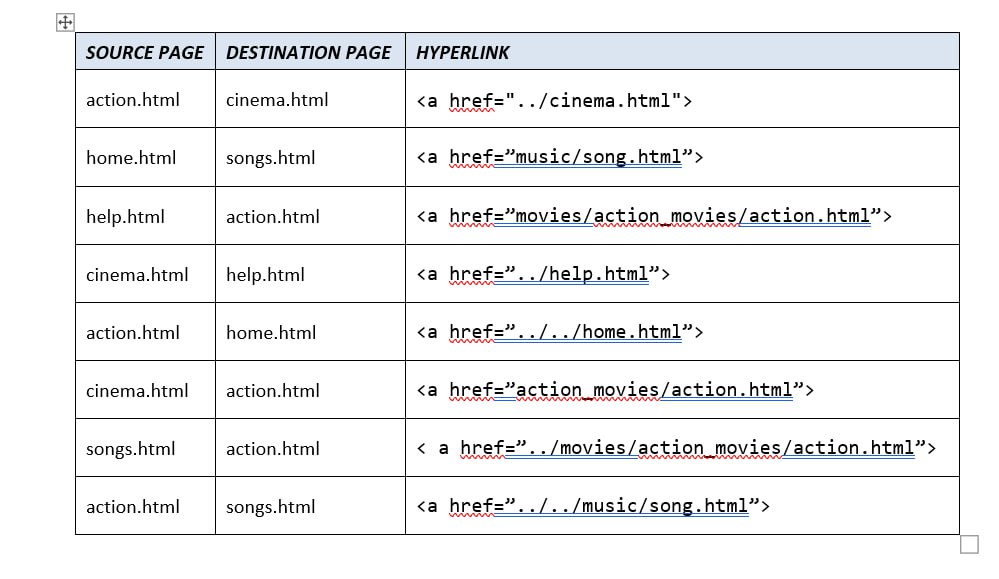 SOURCE PAGE DESTINATION PAGE HYPERLINK
action.html cinema.html <a href="../cinema.html">
home.html songs.html <a href=”music/song.html”>
help.html action.html <a href=”movies/action_movies/action.html”>
cinema.html help.html <a href=”../help.html”>
action.html home.html <a href=”../../home.html”>
cinema.html action.html <a href=”action_movies/action.html”>
songs.html action.html < a href=”../movies/action_movies/action.html”>
action.html songs.html <a href=”../../music/song.html”>